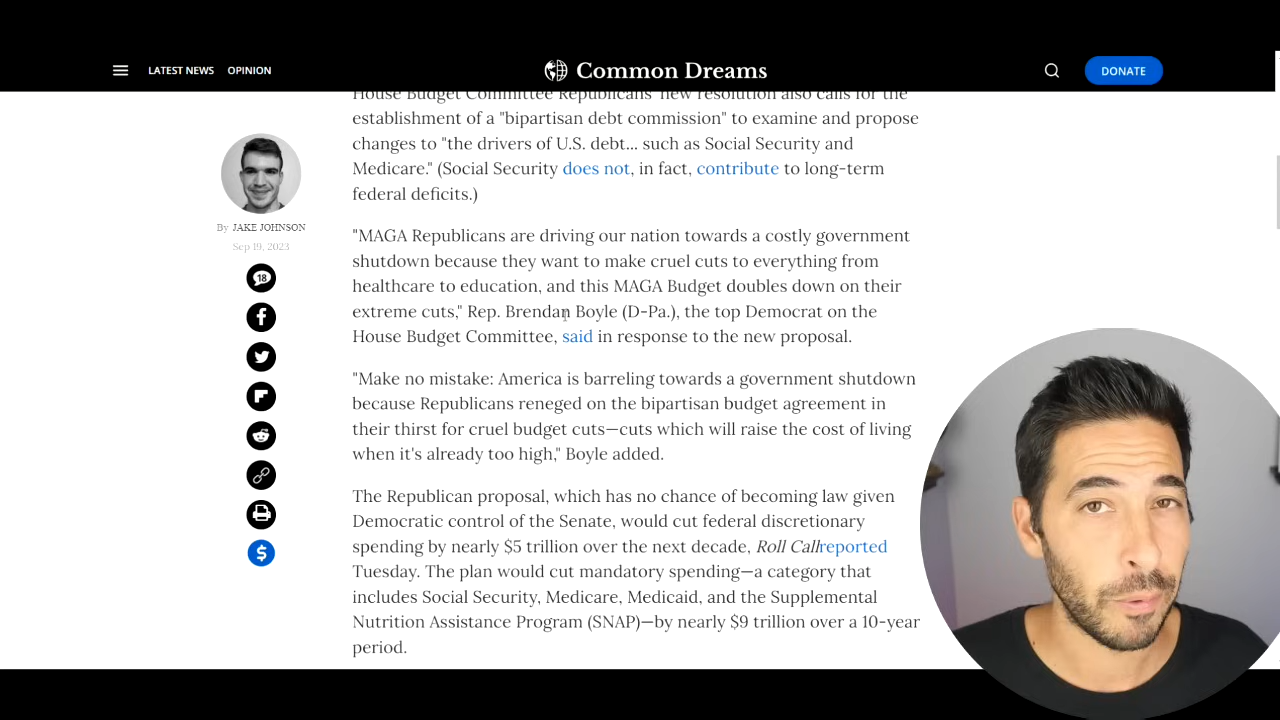 LATEST NEWS
OPINION
Common Dreams
DONATE
House Budget Committee Republicans' new resolution also calls for the
establishment of a "bipartisan debt commission" to examine and propose
changes to "the drivers of U.S. debt... such as Social Security and
Medicare." (Social Security does not, in fact, contribute to long-term
federal deficits.)
By JAKE JOHNSON
Sep 19, 2023
18
"MAGA Republicans are driving our nation towards a costly government
shutdown because they want to make cruel cuts to everything from
healthcare to education, and this MAGA Budget doubles down on their
extreme cuts," Rep. Brendan Boyle (D-Pa.), the top Democrat on the
House Budget Committee, said in response to the new proposal.
"Make no mistake: America is barreling towards a government shutdown
because Republicans reneged on the bipartisan budget agreement in
their thirst for cruel budget cuts—cuts which will raise the cost of living
when it's already too high," Boyle added.
The Republican proposal, which has no chance of becoming law given
Democratic control of the Senate, would cut federal discretionary
spending by nearly $5 trillion over the next decade, Roll Callreported
Tuesday. The plan would cut mandatory spending—a category that
includes Social Security, Medicare, Medicaid, and the Supplemental
Nutrition Assistance Program (SNAP)—by nearly $9 trillion over a 10-year
period.